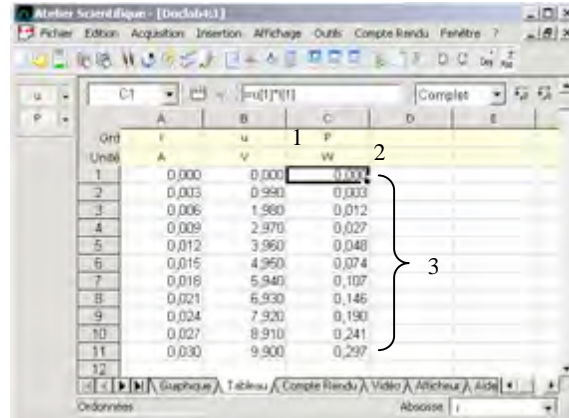 Atelier Scientifique - [Doclab4:1]
Fichier Edition Acquisition Insertion Affichage Outils Compte Rendu Fenêtre ?
u C1 =u[1]*i[1] Complet
P A B C D E
Grd i u 1 P
Unité A V W 2
1 0,000 0,000 0,000
2 0,003 0,990 0,003
3 0,006 1,980 0,012
4 0,009 2,970 0,027
5 0,012 3,960 0,048
6 0,015 4,950 0,074 3
7 0,018 5,940 0,107
8 0,021 6,930 0,146
9 0,024 7,920 0,190
10 0,027 8,910 0,241
11 0,030 9,900 0,297
12
Graphique Tableau Compte Rendu Vidéo Afficheur Aide
Ordonnées Abscisse i